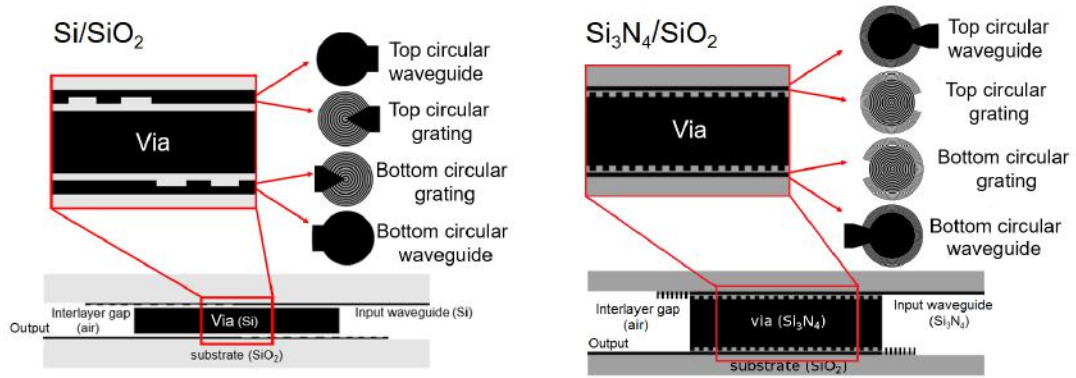 Si/SiO2
Top circular
waveguide
Top circular
grating
Via
Bottom circular
grating
Bottom circular
waveguide
Interlayer gap
(air)
Via (Si)
Input waveguide (Si)
Output
substrate (SiO2)
Si3N4/SiO2
Top circular
waveguide
Top circular
grating
Via
Bottom circular
grating
Bottom circular
waveguide
Interlayer gap
(air)
via (Si3N4)
Input waveguide
(Si3N4)
Output
substrate (SiO2)